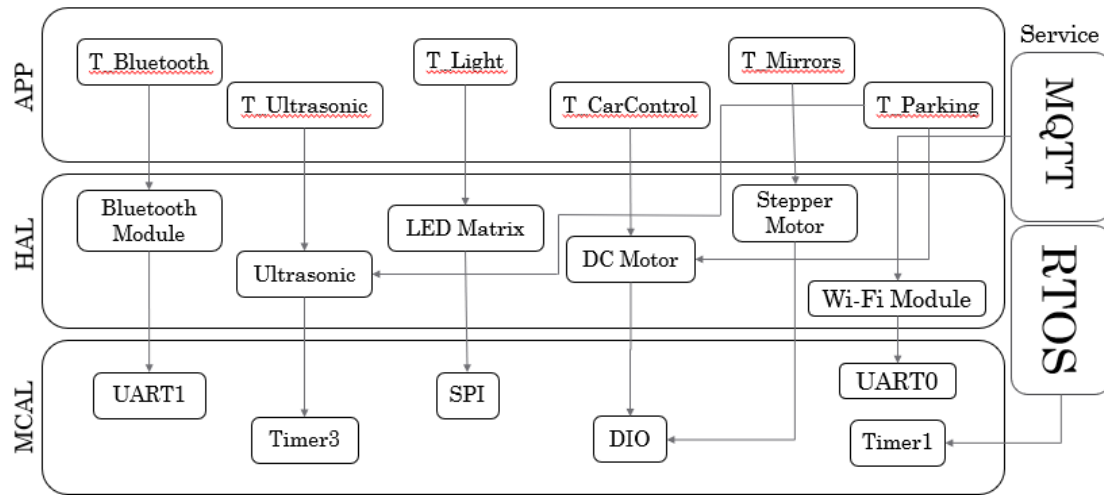 Service
APP
T_Bluetooth
T_Light
T_Mirrors
T_Ultrasonic
T_CarControl
T_Parking
MQTT
HAL
Bluetooth
Module
LED Matrix
Stepper
Motor
Ultrasonic
DC Motor
Wi-Fi Module
RTOS
MCAL
UART1
SPI
UART0
Timer3
DIO
Timer1